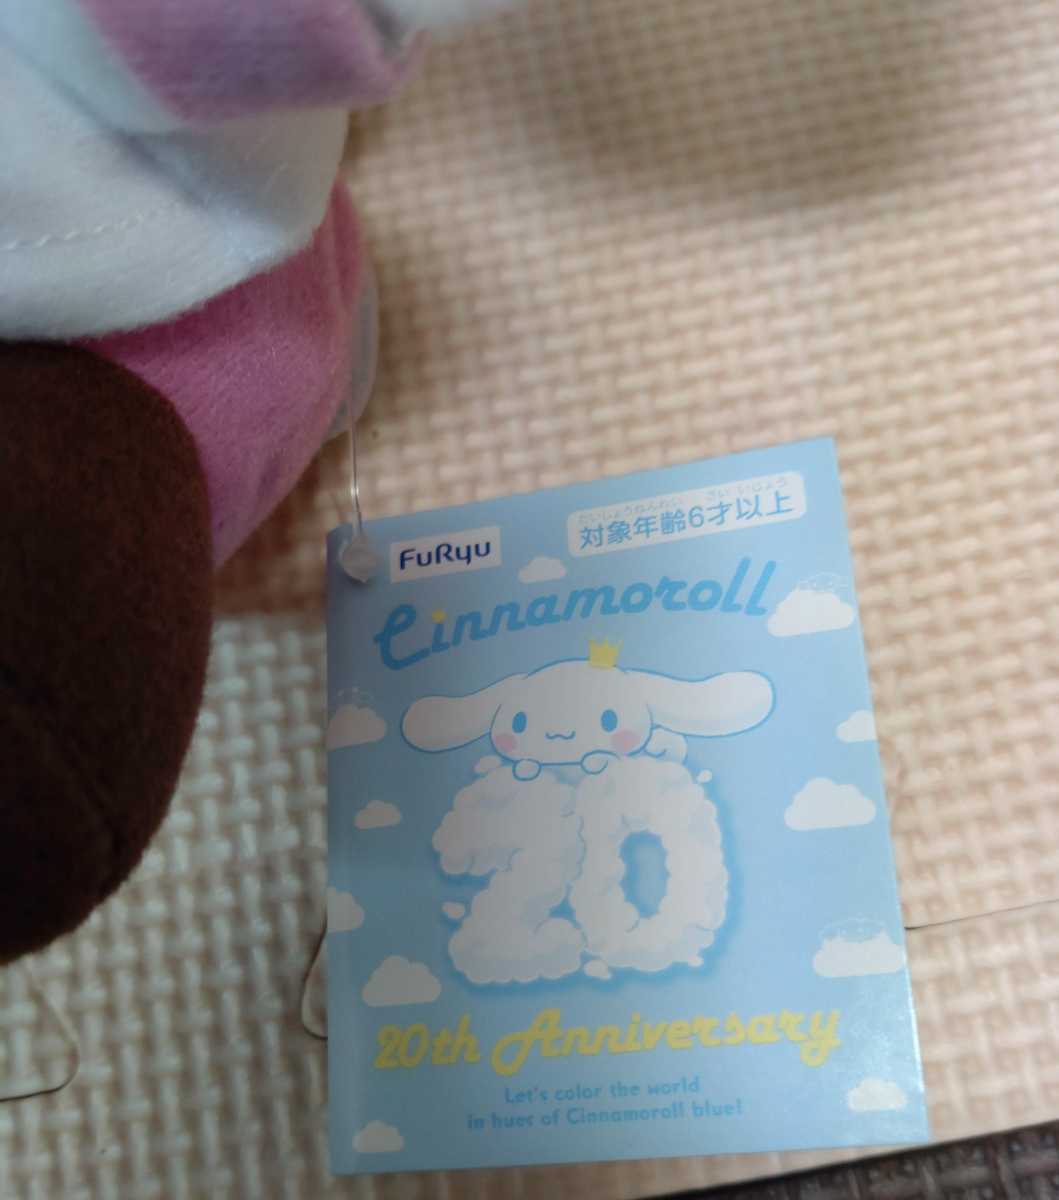 FuRyu
たいしょうねんれい さい いじょう
対象年齢6才以上
Cinnamoroll
20
20th Anniversary
Let's color the world
in hues of Cinnamoroll blue!